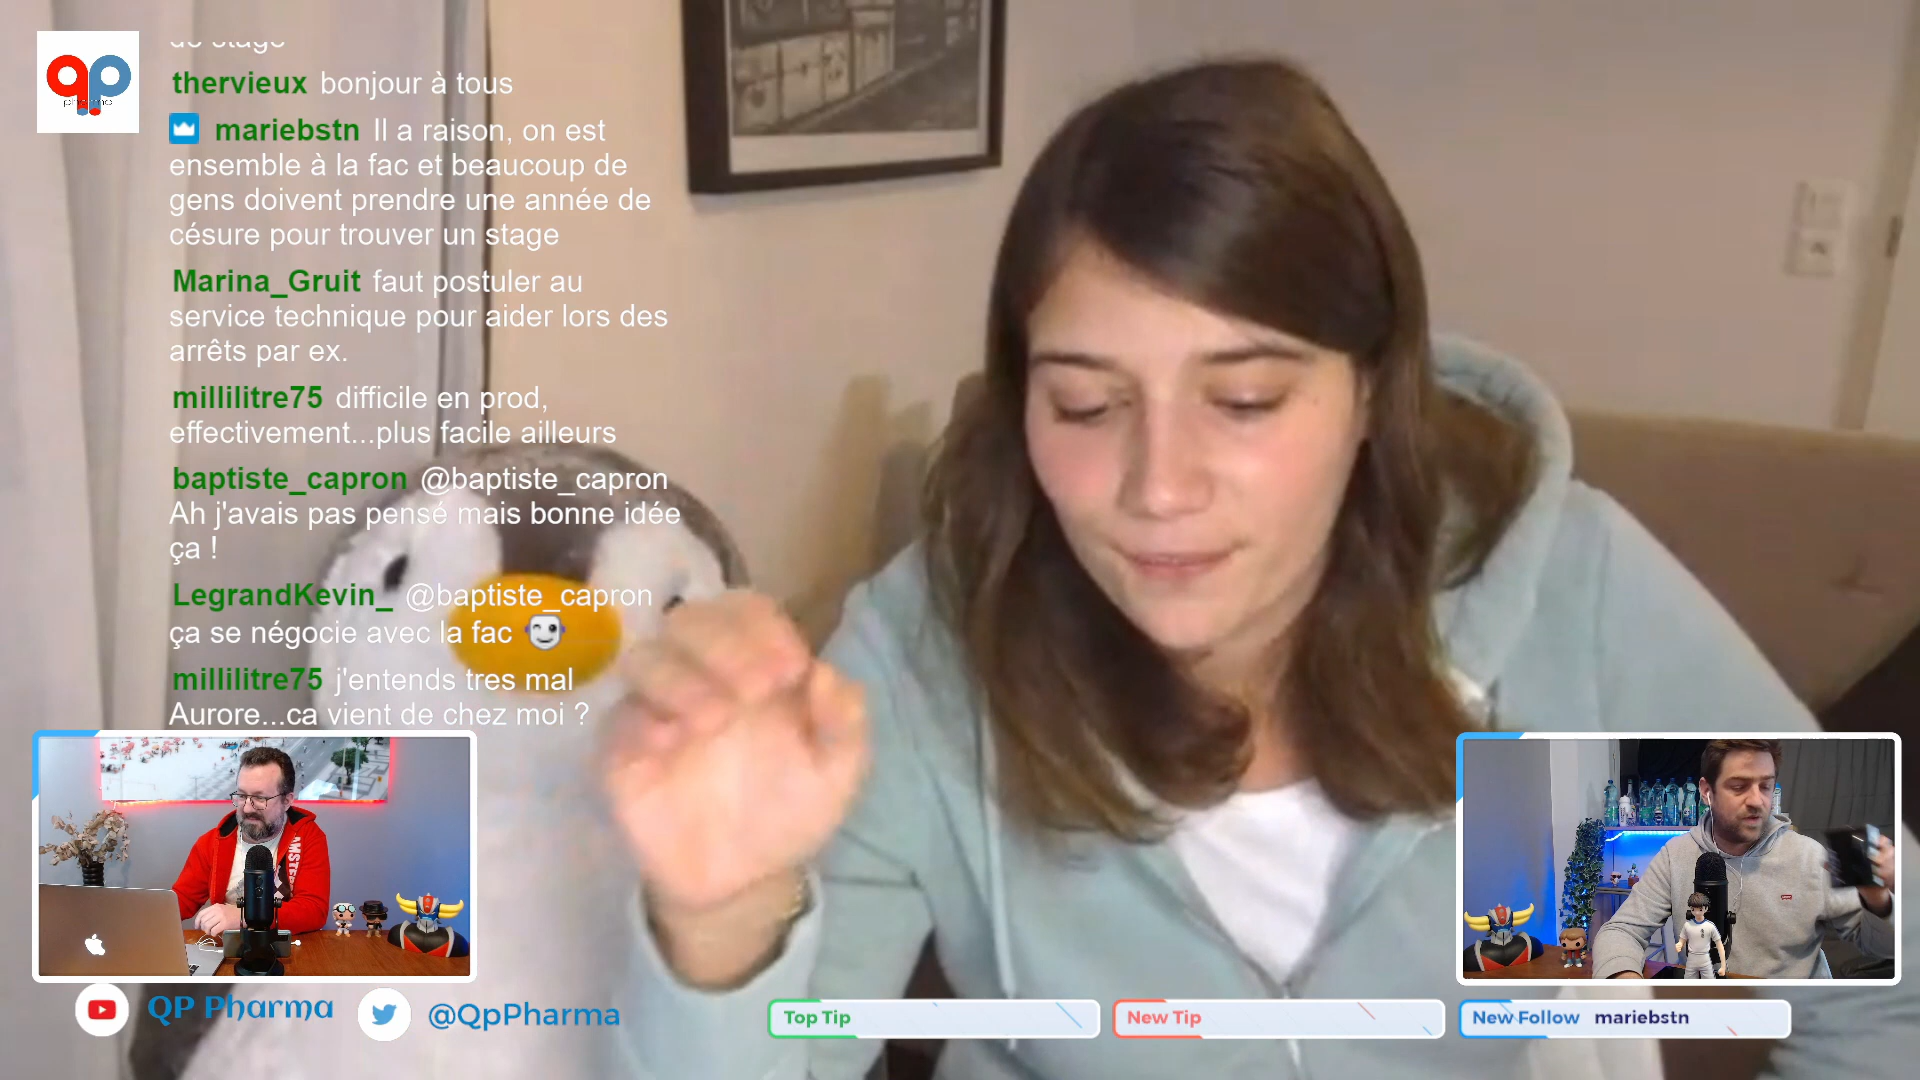 de stage
qp
pharma
thervieux bonjour à tous
mariebstn Il a raison, on est
ensemble à la fac et beaucoup de
gens doivent prendre une année de
césure pour trouver un stage
Marina_Gruit faut postuler au
service technique pour aider lors des
arrêts par ex.
millilitre75 difficile en prod,
effectivement...plus facile ailleurs
baptiste_capron @baptiste_capron
Ah j'avais pas pensé mais bonne idée
ça !
LegrandKevin_ @baptiste_capron
ça se négocie avec la fac
millilitre75 j'entends tres mal
Aurore...ca vient de chez moi ?
QP Pharma
@QpPharma
Top Tip
New Tip
New Follow mariebstn